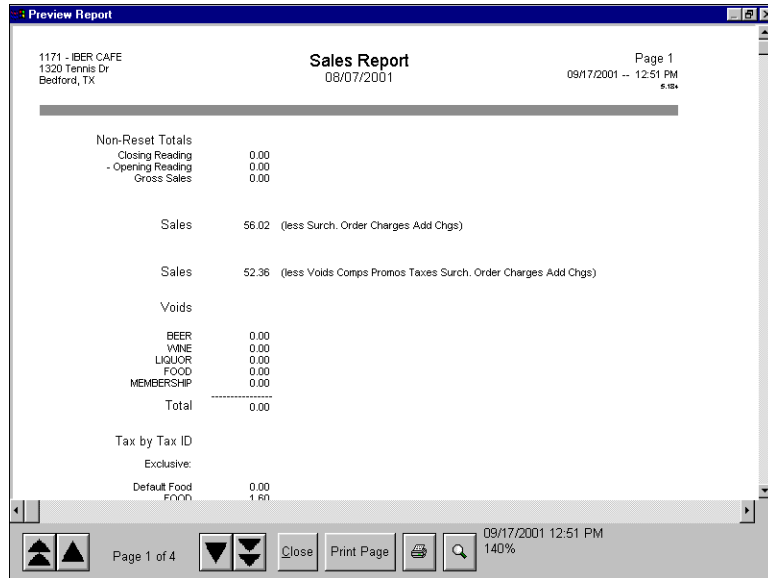 Preview Report
1171 - IBER CAFE
1320 Tennis Dr
Bedford, TX
Sales Report
08/07/2001
Page 1
09/17/2001 -- 12:51 PM
Non-Reset Totals
Closing Reading 0.00
- Opening Reading 0.00
Gross Sales 0.00
Sales 56.02 (less Surch. Order Charges Add Chgs)
Sales 52.36 (less Voids Comps Promos Taxes Surch. Order Charges Add Chgs)
Voids
BEER 0.00
WINE 0.00
LIQUOR 0.00
FOOD 0.00
MEMBERSHIP 0.00
---------------
Total 0.00
Tax by Tax ID
Exclusive:
Default Food 0.00
FOOD 1.60
Page 1 of 4
Close
Print Page
09/17/2001 12:51 PM
140%